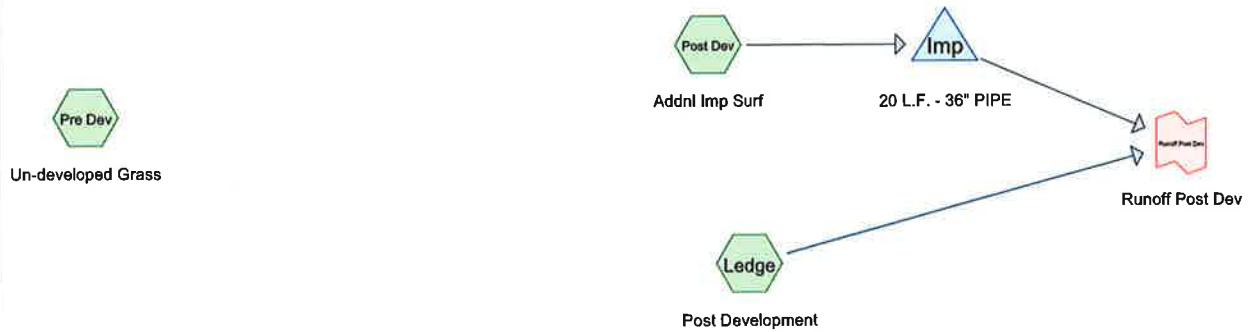 Post Dev
Imp
Addnl Imp Surf
20 L.F. - 36" PIPE
Pre Dev
Un-developed Grass
Runoff Post Dev
Runoff Post Dev
Ledge
Post Development